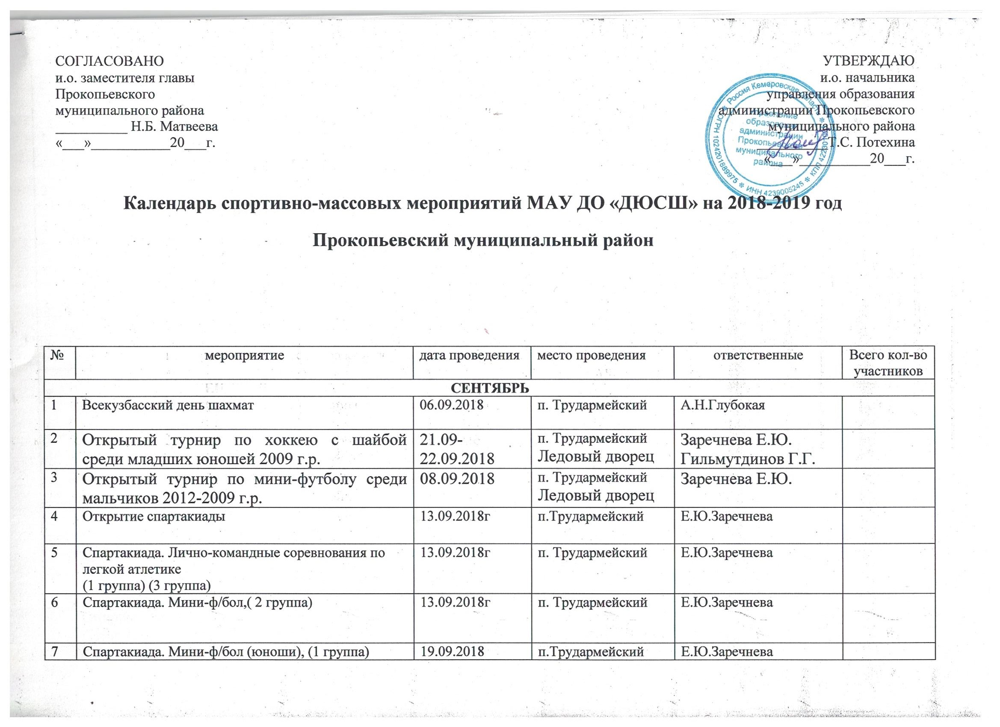 СОГЛАСОВАНО
и.о. заместителя главы
Прокопьевского
муниципального района
__________ Н.Б. Матвеева
«___»___________20___г.
УТВЕРЖДАЮ
и.о. начальника
управления образования
администрации Прокопьевского
муниципального района
Т.С. Потехина
«___»__________20___г.
Россия Кемеровская область
ОГРН 1024201889975 * ИНН 4239005245 * КПП
управление
образования
администрации
Прокопьевского
муниципального
района
Календарь спортивно-массовых мероприятий МАУ ДО «ДЮСШ» на 2018-2019 год
Прокопьевский муниципальный район
№ мероприятие дата проведения место проведения ответственные Всего кол-во
участников
СЕНТЯБРЬ
1 Всекузбасский день шахмат 06.09.2018 п. Трудармейский А.Н.Глубокая
2 Открытый турнир по хоккею с шайбой 21.09- п. Трудармейский Заречнева Е.Ю.
среди младших юношей 2009 г.р. 22.09.2018 Ледовый дворец Гильмутдинов Г.Г.
3 Открытый турнир по мини-футболу среди 08.09.2018 п. Трудармейский Заречнева Е.Ю.
мальчиков 2012-2009 г.р. Ледовый дворец
4 Открытие спартакиады 13.09.2018г п.Трудармейский Е.Ю.Заречнева
5 Спартакиада. Лично-командные соревнования по 13.09.2018г п. Трудармейский Е.Ю.Заречнева
легкой атлетике
(1 группа) (3 группа)
6 Спартакиада. Мини-ф/бол,( 2 группа) 13.09.2018г п. Трудармейский Е.Ю.Заречнева
7 Спартакиада. Мини-ф/бол (юноши), (1 группа) 19.09.2018 п.Трудармейский Е.Ю.Заречнева